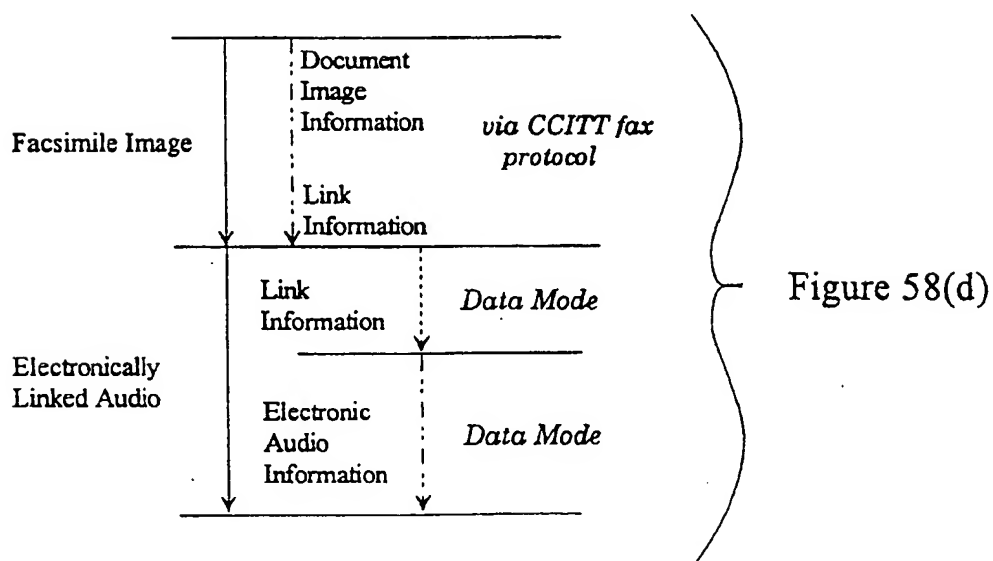 Document
Image
Information
Facsimile Image
via CCITT fax
protocol
Link
Information
Link
Information
Data Mode
Figure 58(d)
Electronically
Linked Audio
Electronic
Audio
Information
Data Mode